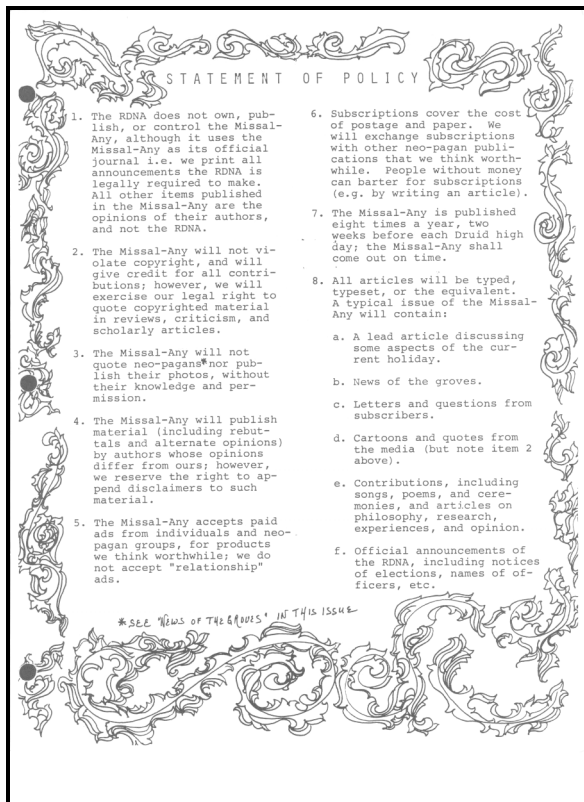 STATEMENT OF POLICY
1. The RDNA does not own, pub-
lish, or control the Missal-
Any, although it uses the
Missal-Any as its official
journal i.e. we print all
announcements the RDNA is
legally required to make.
All other items published
in the Missal-Any are the
opinions of their authors,
and not the RDNA.
2. The Missal-Any will not vi-
olate copyright, and will
give credit for all contri-
butions; however, we will
exercise our legal right to
quote copyrighted material
in reviews, criticism, and
scholarly articles.
3. The Missal-Any will not
quote neo-pagans* nor pub-
lish their photos, without
their knowledge and per-
mission.
4. The Missal-Any will publish
material (including rebut-
tals and alternate opinions)
by authors whose opinions
differ from ours; however,
we reserve the right to ap-
pend disclaimers to such
material.
5. The Missal-Any accepts paid
ads from individuals and neo-
pagan groups, for products
we think worthwhile; we do
not accept "relationship"
ads.
6. Subscriptions cover the cost
of postage and paper. We
will exchange subscriptions
with other neo-pagan publi-
cations that we think worth-
while. People without money
can barter for subscriptions
(e.g. by writing an article).
7. The Missal-Any is published
eight times a year, two
weeks before each Druid high
day; the Missal-Any shall
come out on time.
8. All articles will be typed,
typeset, or the equivalent.
A typical issue of the Missal-
Any will contain:
a. A lead article discussing
some aspects of the cur-
rent holiday.
b. News of the groves.
c. Letters and questions from
subscribers.
d. Cartoons and quotes from
the media (but note item 2
above).
e. Contributions, including
songs, poems, and cere-
monies, and articles on
philosophy, research,
experiences, and opinion.
f. Official announcements of
the RDNA, including notices
of elections, names of of-
ficers, etc.
*SEE "NEWS OF THE GROVES" IN THIS ISSUE